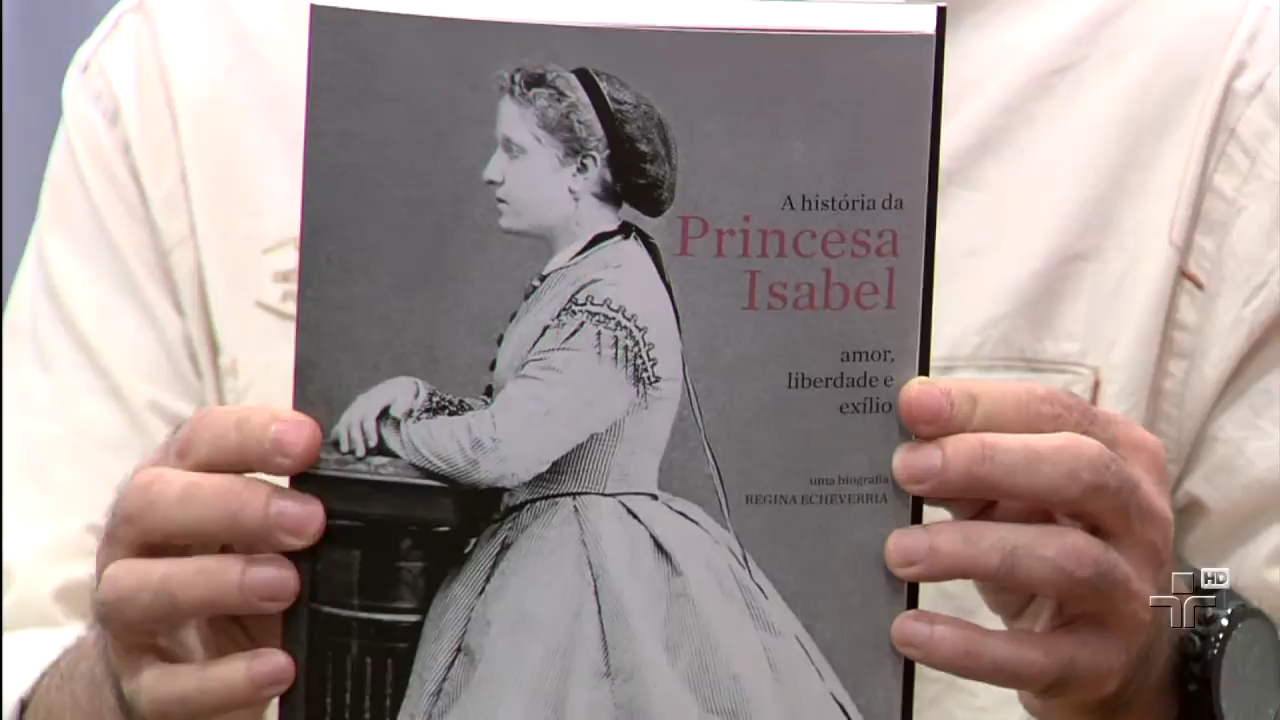 A história da
Princesa
Isabel
amor,
liberdade e
exílio
uma biografia
REGINA ECHEVERRIA
HD